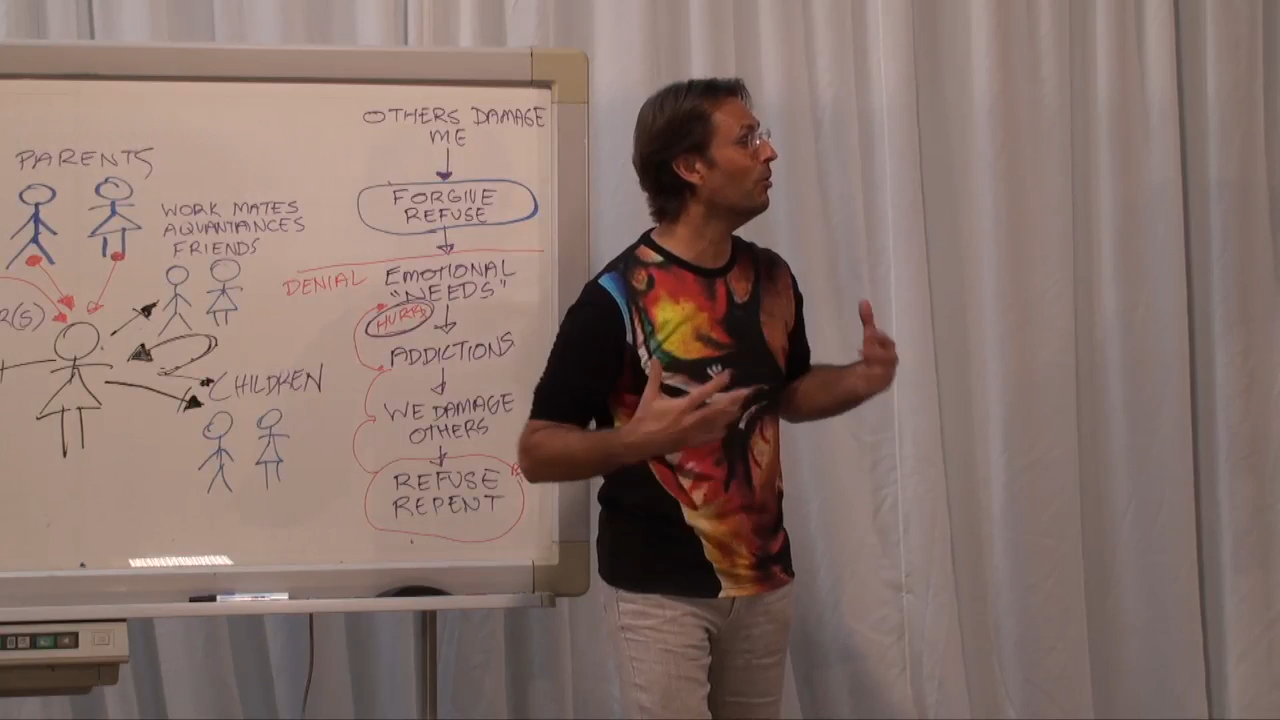 PARENTS
WORK MATES
AQUANTANCES
FRIENDS
CHILDREN
OTHERS DAMAGE
ME
FORGIVE
REFUSE
DENIAL
EMOTIONAL
"NEEDS"
ADDICTIONS
WE DAMAGE
OTHERS
REFUSE
REPENT